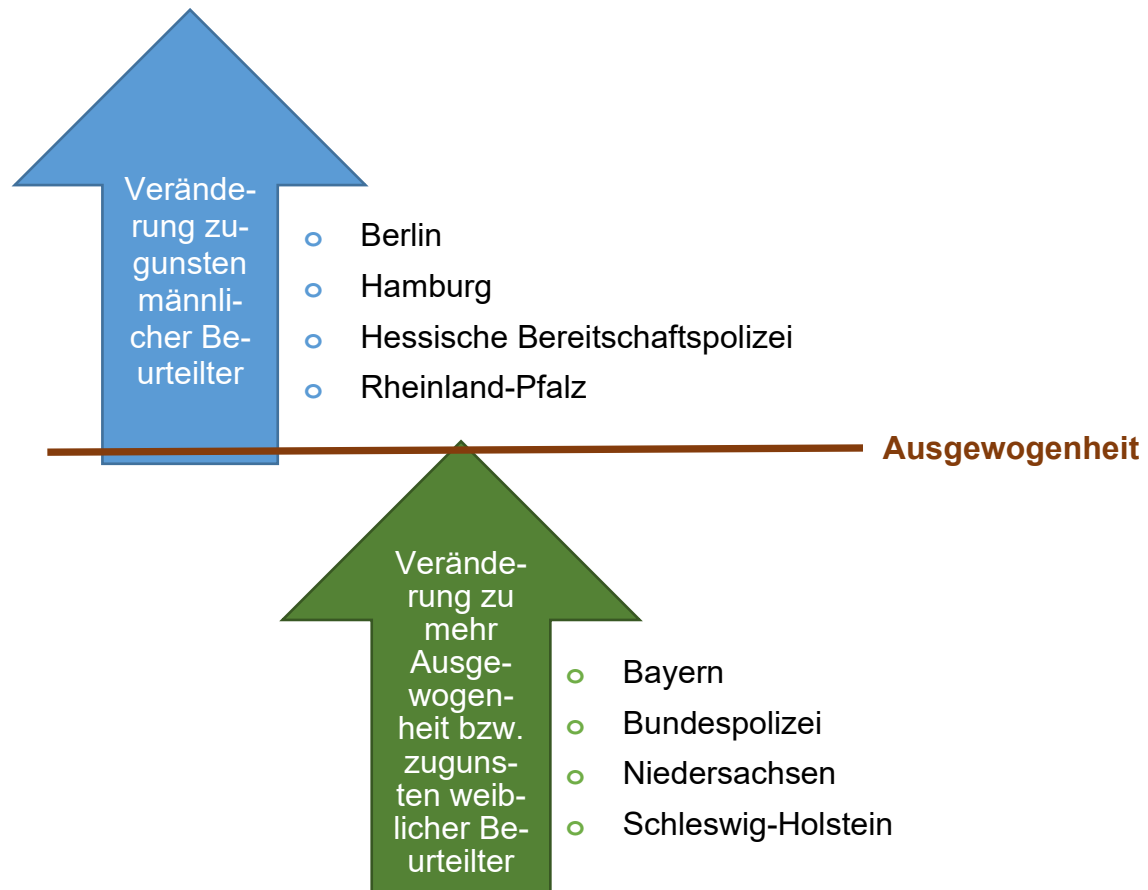 Verände-
rung zu-
gunsten
männli-
cher Be-
urteilter
Berlin
Hamburg
Hessische Bereitschaftspolizei
Rheinland-Pfalz
Ausgewogenheit
Verände-
rung zu
mehr
Ausge-
wogen-
heit bzw.
zuguns-
ten weib-
licher Be-
urteilter
Bayern
Bundespolizei
Niedersachsen
Schleswig-Holstein